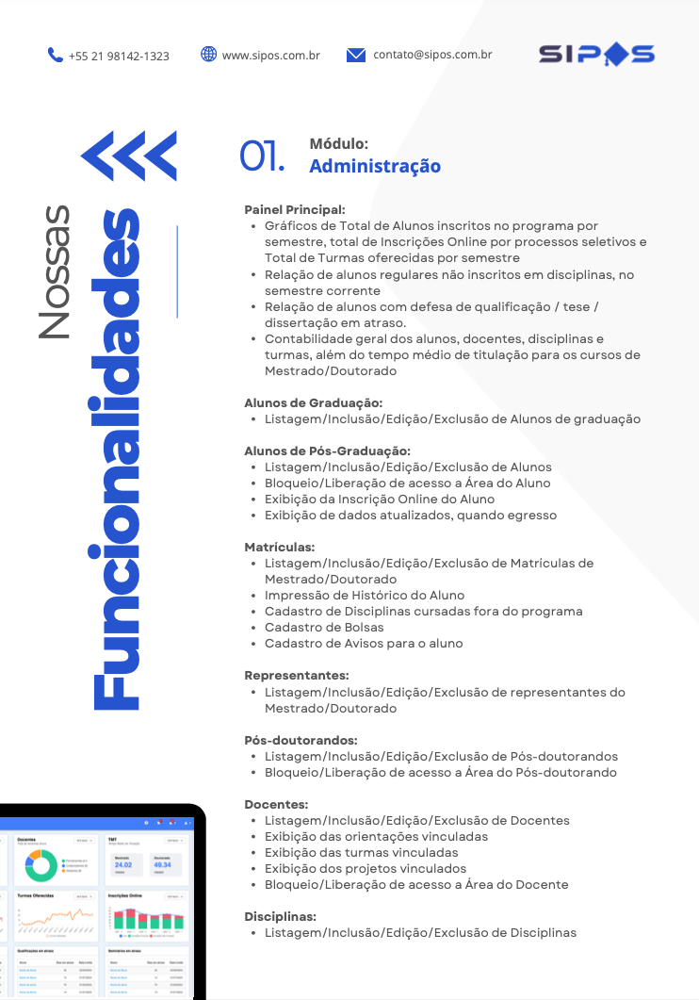 +55 21 98142-1323
www.sipos.com.br
contato@sipos.com.br
SIPOS
Nossas
Funcionalidades
01.
Módulo:
Administração
Painel Principal:
• Gráficos de Total de Alunos inscritos no programa por
semestre, total de Inscrições Online por processos seletivos e
Total de Turmas oferecidas por semestre
• Relação de alunos regulares não inscritos em disciplinas, no
semestre corrente
• Relação de alunos com defesa de qualificação / tese /
dissertação em atraso.
• Contabilidade geral dos alunos, docentes, disciplinas e
turmas, além do tempo médio de titulação para os cursos de
Mestrado/Doutorado
Alunos de Graduação:
• Listagem/Inclusão/Edição/Exclusão de Alunos de graduação
Alunos de Pós-Graduação:
• Listagem/Inclusão/Edição/Exclusão de Alunos
• Bloqueio/Liberação de acesso a Área do Aluno
• Exibição da Inscrição Online do Aluno
• Exibição de dados atualizados, quando egresso
Matrículas:
• Listagem/Inclusão/Edição/Exclusão de Matrículas de
Mestrado/Doutorado
• Impressão de Histórico do Aluno
• Cadastro de Disciplinas cursadas fora do programa
• Cadastro de Bolsas
• Cadastro de Avisos para o aluno
Representantes:
• Listagem/Inclusão/Edição/Exclusão de representantes do
Mestrado/Doutorado
Pós-doutorandos:
• Listagem/Inclusão/Edição/Exclusão de Pós-doutorandos
• Bloqueio/Liberação de acesso a Área do Pós-doutorando
Docentes:
• Listagem/Inclusão/Edição/Exclusão de Docentes
• Exibição das orientações vinculadas
• Exibição das turmas vinculadas
• Exibição dos projetos vinculados
• Bloqueio/Liberação de acesso a Área do Docente
Disciplinas:
• Listagem/Inclusão/Edição/Exclusão de Disciplinas
Docentes
TMT
24.02
49.34
Turmas Oferecidas
Inscrições Online
Qualificações em atraso
Seminários em atraso